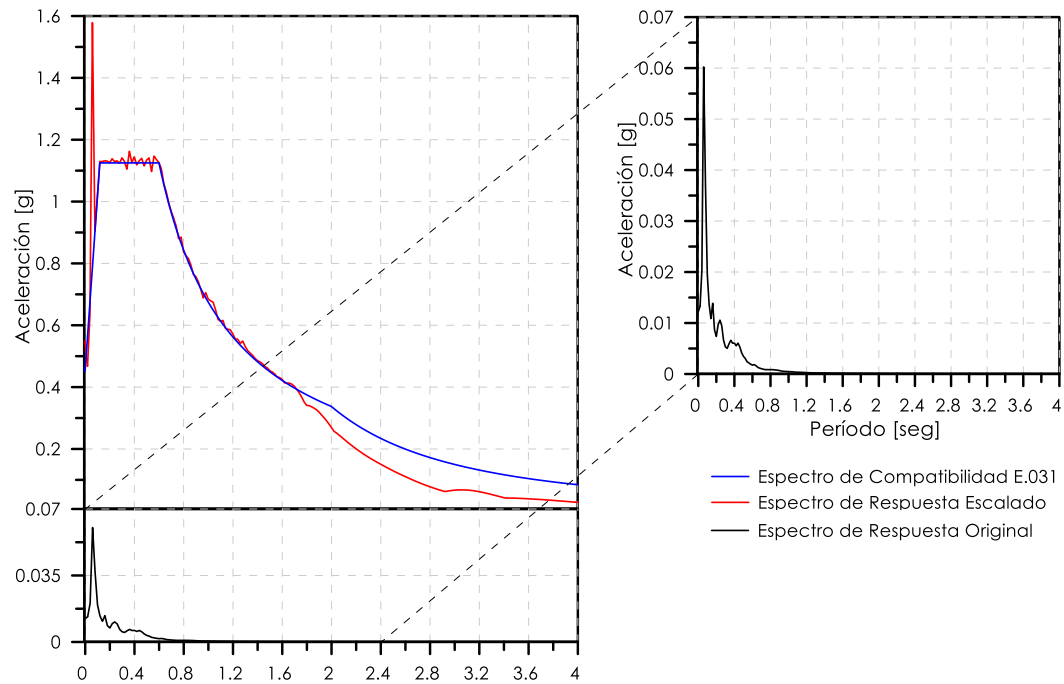 1.6
1.4
1.2
1
0.8
0.6
0.4
0.2
0.07
0.035
0
Aceleración [g]
0 0.4 0.8 1.2 1.6 2 2.4 2.8 3.2 3.6 4
0.07
0.06
0.05
0.04
0.03
0.02
0.01
0
Aceleración [g]
0 0.4 0.8 1.2 1.6 2 2.4 2.8 3.2 3.6 4
Período [seg]
Espectro de Compatibilidad E.031
Espectro de Respuesta Escalado
Espectro de Respuesta Original